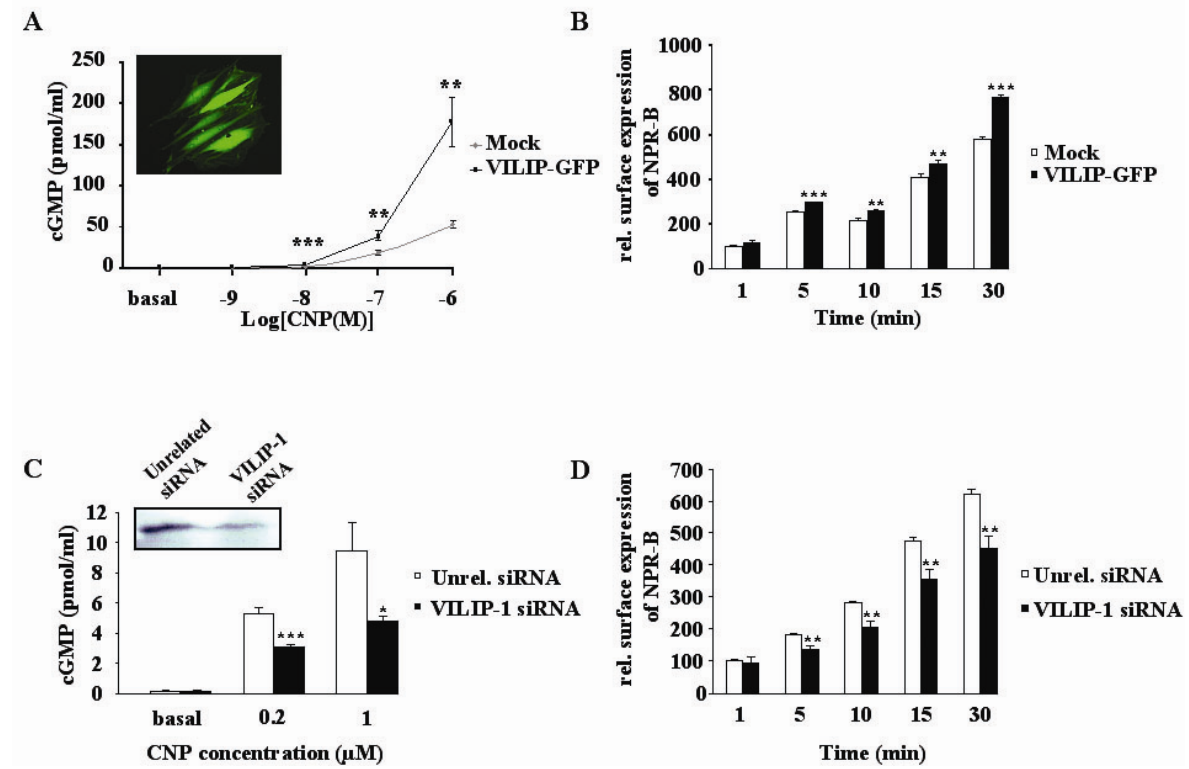 A
cGMP (pmol/ml)
250
200
150
100
50
0
***
**
**
Mock
VILIP-GFP
basal -9 -8 -7 -6
Log[CNP(M)]
B
rel. surface expression
of NPR-B
1000
800
600
400
200
0
***
**
**
***
Mock
VILIP-GFP
1 5 10 15 30
Time (min)
C
Unrelated
siRNA
VILIP-1
siRNA
cGMP (pmol/ml)
12
10
8
6
4
2
0
***
*
Unrel. siRNA
VILIP-1 siRNA
basal 0.2 1
CNP concentration (µM)
D
rel. surface expression
of NPR-B
700
600
500
400
300
200
100
0
**
**
**
**
Unrel. siRNA
VILIP-1 siRNA
1 5 10 15 30
Time (min)